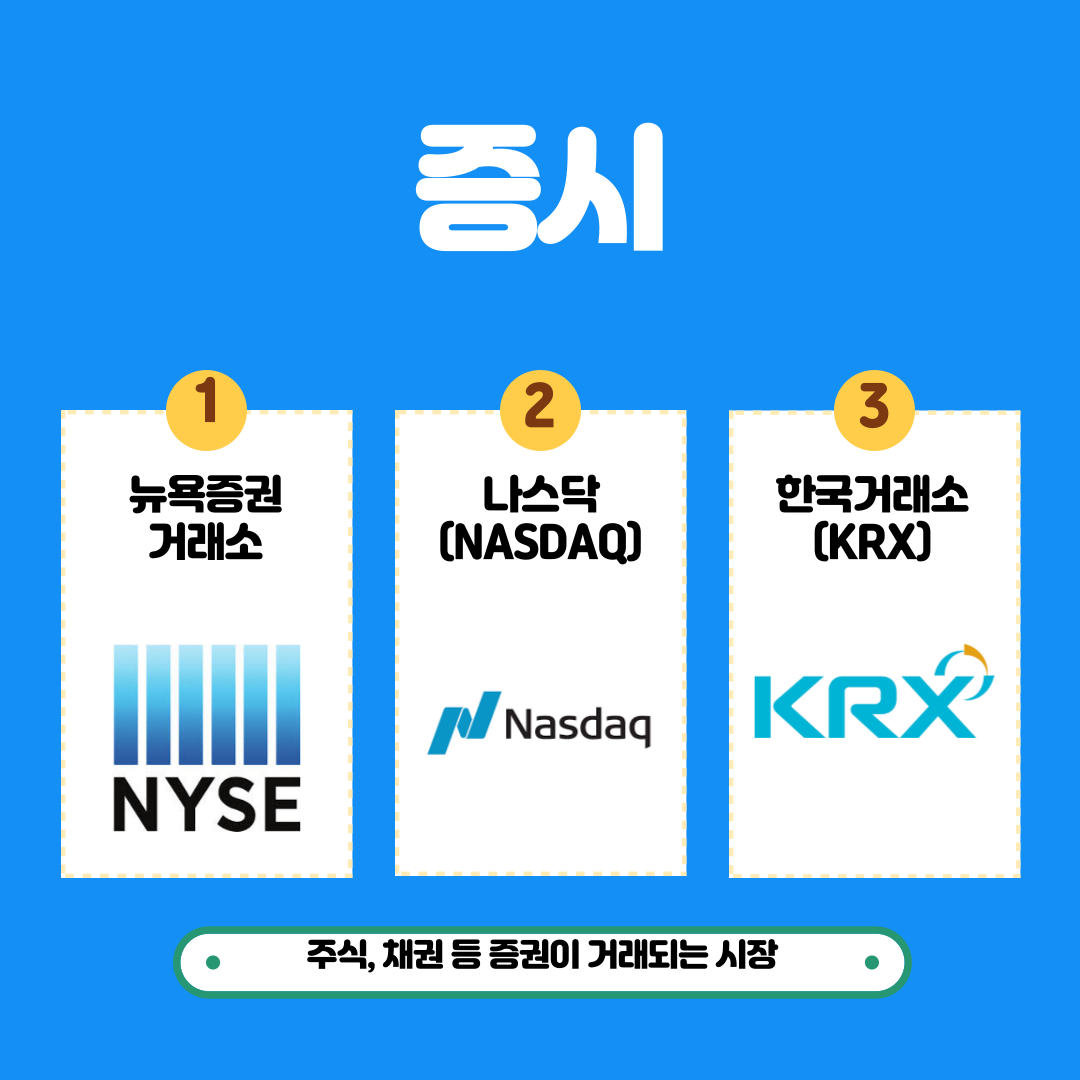 증시
1
뉴욕증권
거래소
NYSE
2
나스닥
(NASDAQ)
Nasdaq
3
한국거래소
(KRX)
KRX
주식, 채권 등 증권이 거래되는 시장